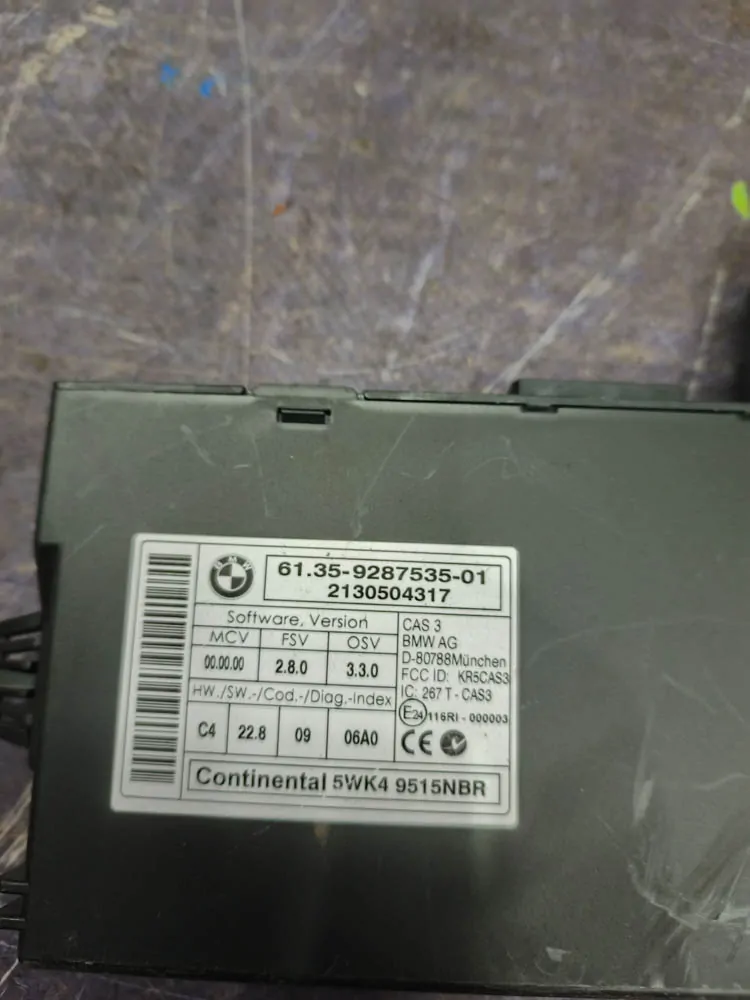 BMW
61.35-9287535-01
2130504317
Software, Version
MCV FSV OSV
00.00.00 2.8.0 3.3.0
HW./SW.-/Cod.-/Diag.-Index
C4 22.8 09 06A0
CAS 3
BMW AG
D-80788München
FCC ID: KR5CAS3
IC: 267 T - CAS3
E24 116RI - 000003
CE
Continental 5WK4 9515NBR